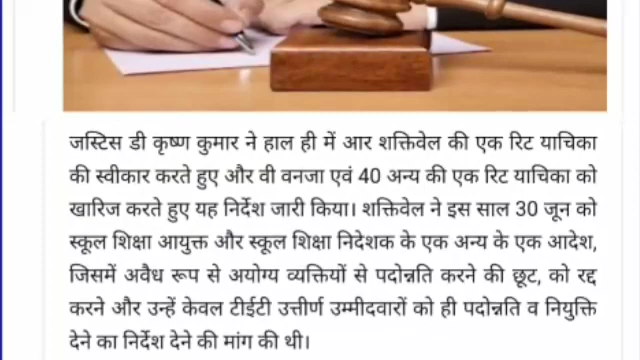 जस्टिस डी कृष्ण कुमार ने हाल ही में आर शक्तिवेल की एक रिट याचिका
की स्वीकार करते हुए और वी वनजा एवं 40 अन्य की एक रिट याचिका को
खारिज करते हुए यह निर्देश जारी किया। शक्तिवेल ने इस साल 30 जून को
स्कूल शिक्षा आयुक्त और स्कूल शिक्षा निदेशक के एक अन्य के एक आदेश,
जिसमें अवैध रूप से अयोग्य व्यक्तियों से पदोन्नति करने की छूट, को रद्द
करने और उन्हें केवल टीईटी उत्तीर्ण उम्मीदवारों को ही पदोन्नति व नियुक्ति
देने का निर्देश देने की मांग की थी।